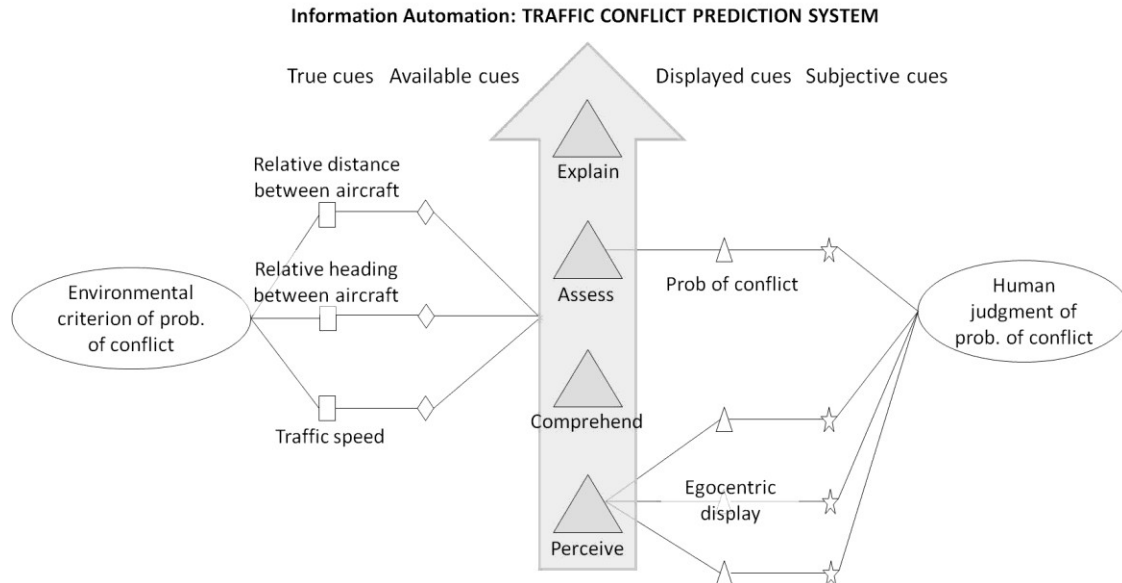 Information Automation: TRAFFIC CONFLICT PREDICTION SYSTEM
True cues Available cues
Displayed cues Subjective cues
Relative distance
between aircraft
Relative heading
between aircraft
Traffic speed
Environmental
criterion of prob.
of conflict
Explain
Assess
Comprehend
Perceive
Prob of conflict
Egocentric
display
Human
judgment of
prob. of conflict